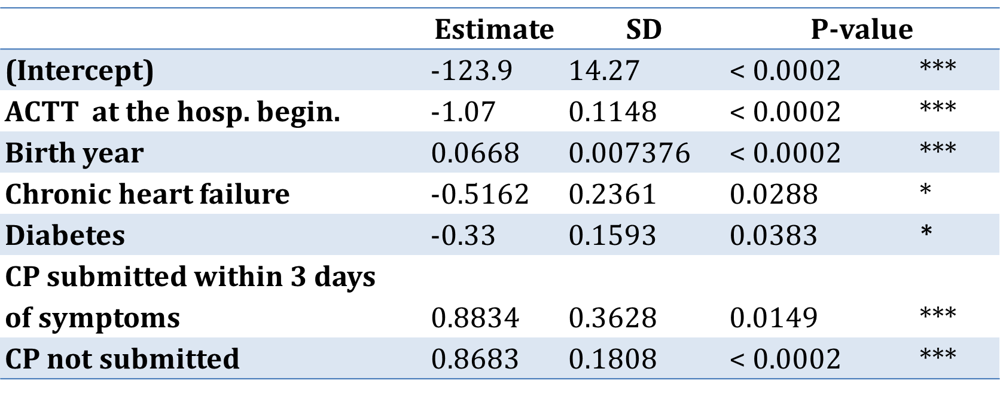 Estimate SD P-value
(Intercept) -123.9 14.27 < 0.0002 ***
ACTT at the hosp. begin. -1.07 0.1148 < 0.0002 ***
Birth year 0.0668 0.007376 < 0.0002 ***
Chronic heart failure -0.5162 0.2361 0.0288 *
Diabetes -0.33 0.1593 0.0383 *
CP submitted within 3 days
of symptoms 0.8834 0.3628 0.0149 ***
CP not submitted 0.8683 0.1808 < 0.0002 ***